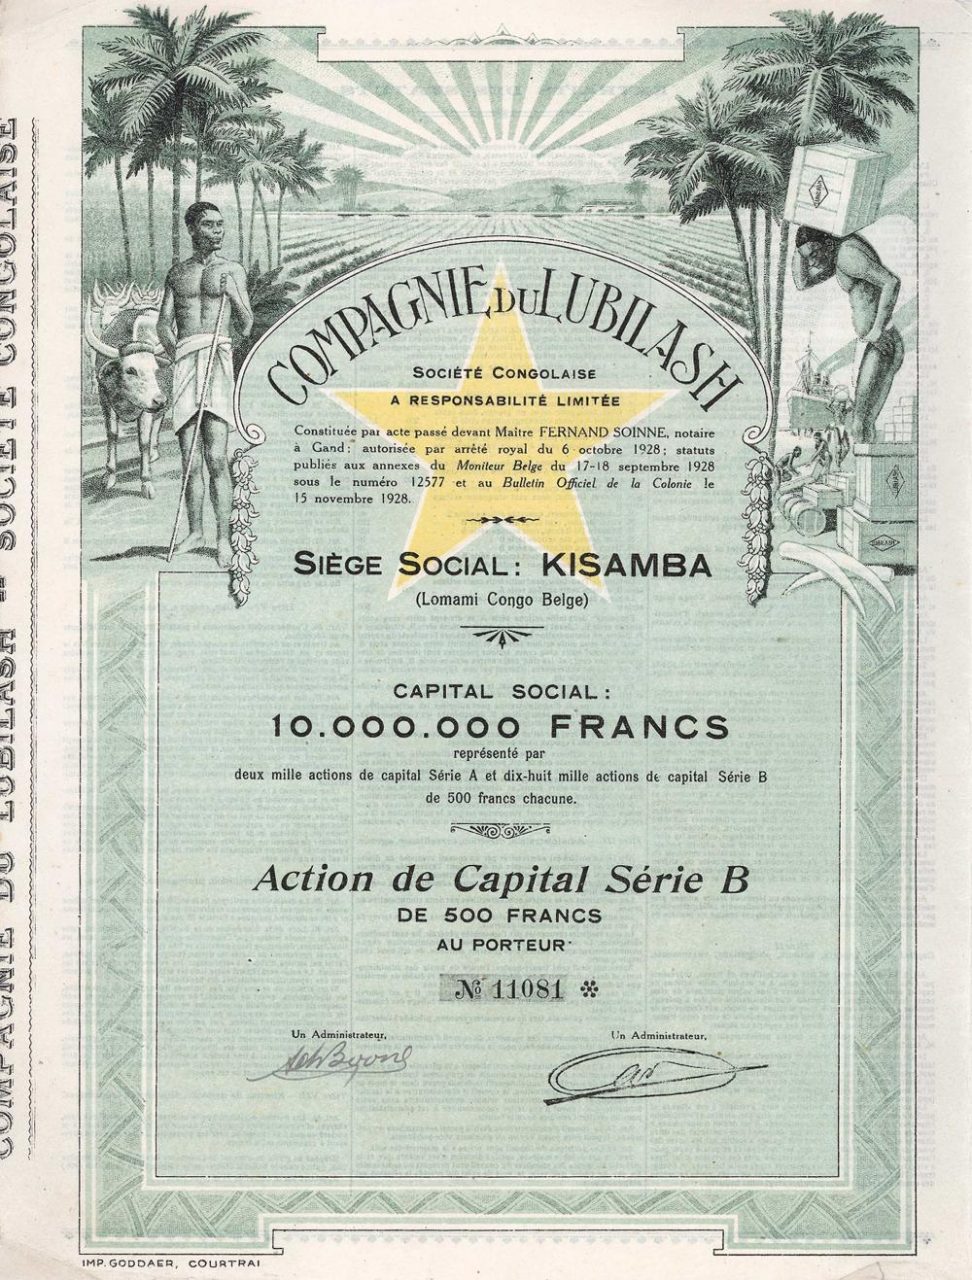 COMPAGNIE DU LUBILASH
SOCIÉTÉ CONGOLAISE
A RESPONSABILITÉ LIMITÉE
Constituée par acte passé devant Maître FERNAND SOINNE, notaire
à Gand; autorisée par arrêté royal du 6 octobre 1928; statuts
publiés aux annexes du Moniteur Belge du 17-18 septembre 1928
sous le numéro 12577 et au Bulletin Officiel de la Colonie le
15 novembre 1928.
SIÈGE SOCIAL: KISAMBA
(Lomami Congo Belge)
CAPITAL SOCIAL:
10.000.000 FRANCS
représenté par
deux mille actions de capital Série A et dix-huit mille actions de capital Série B
de 500 francs chacune.
Action de Capital Série B
DE 500 FRANCS
AU PORTEUR
№ 11081
Un Administrateur,
Un Administrateur,
IMP. GODDAER, COURTRAI
COMPAGNIE DU LUBILASH - SOCIÉTÉ CONGOLAISE